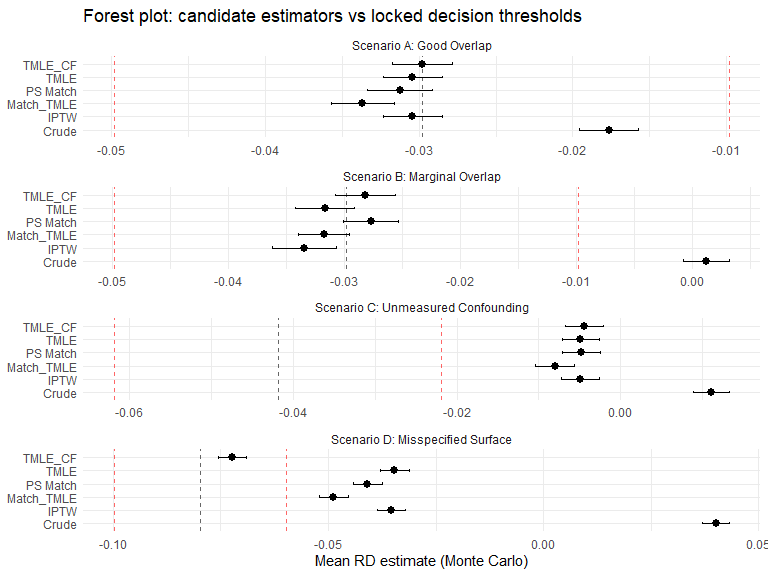 Forest plot: candidate estimators vs locked decision thresholds
Scenario A: Good Overlap
TMLE_CF
TMLE
PS Match
Match_TMLE
IPTW
Crude
-0.05 -0.04 -0.03 -0.02 -0.01
Scenario B: Marginal Overlap
TMLE_CF
TMLE
PS Match
Match_TMLE
IPTW
Crude
-0.05 -0.04 -0.03 -0.02 -0.01 0.00
Scenario C: Unmeasured Confounding
TMLE_CF
TMLE
PS Match
Match_TMLE
IPTW
Crude
-0.06 -0.04 -0.02 0.00
Scenario D: Misspecified Surface
TMLE_CF
TMLE
PS Match
Match_TMLE
IPTW
Crude
-0.10 -0.05 0.00 0.05
Mean RD estimate (Monte Carlo)